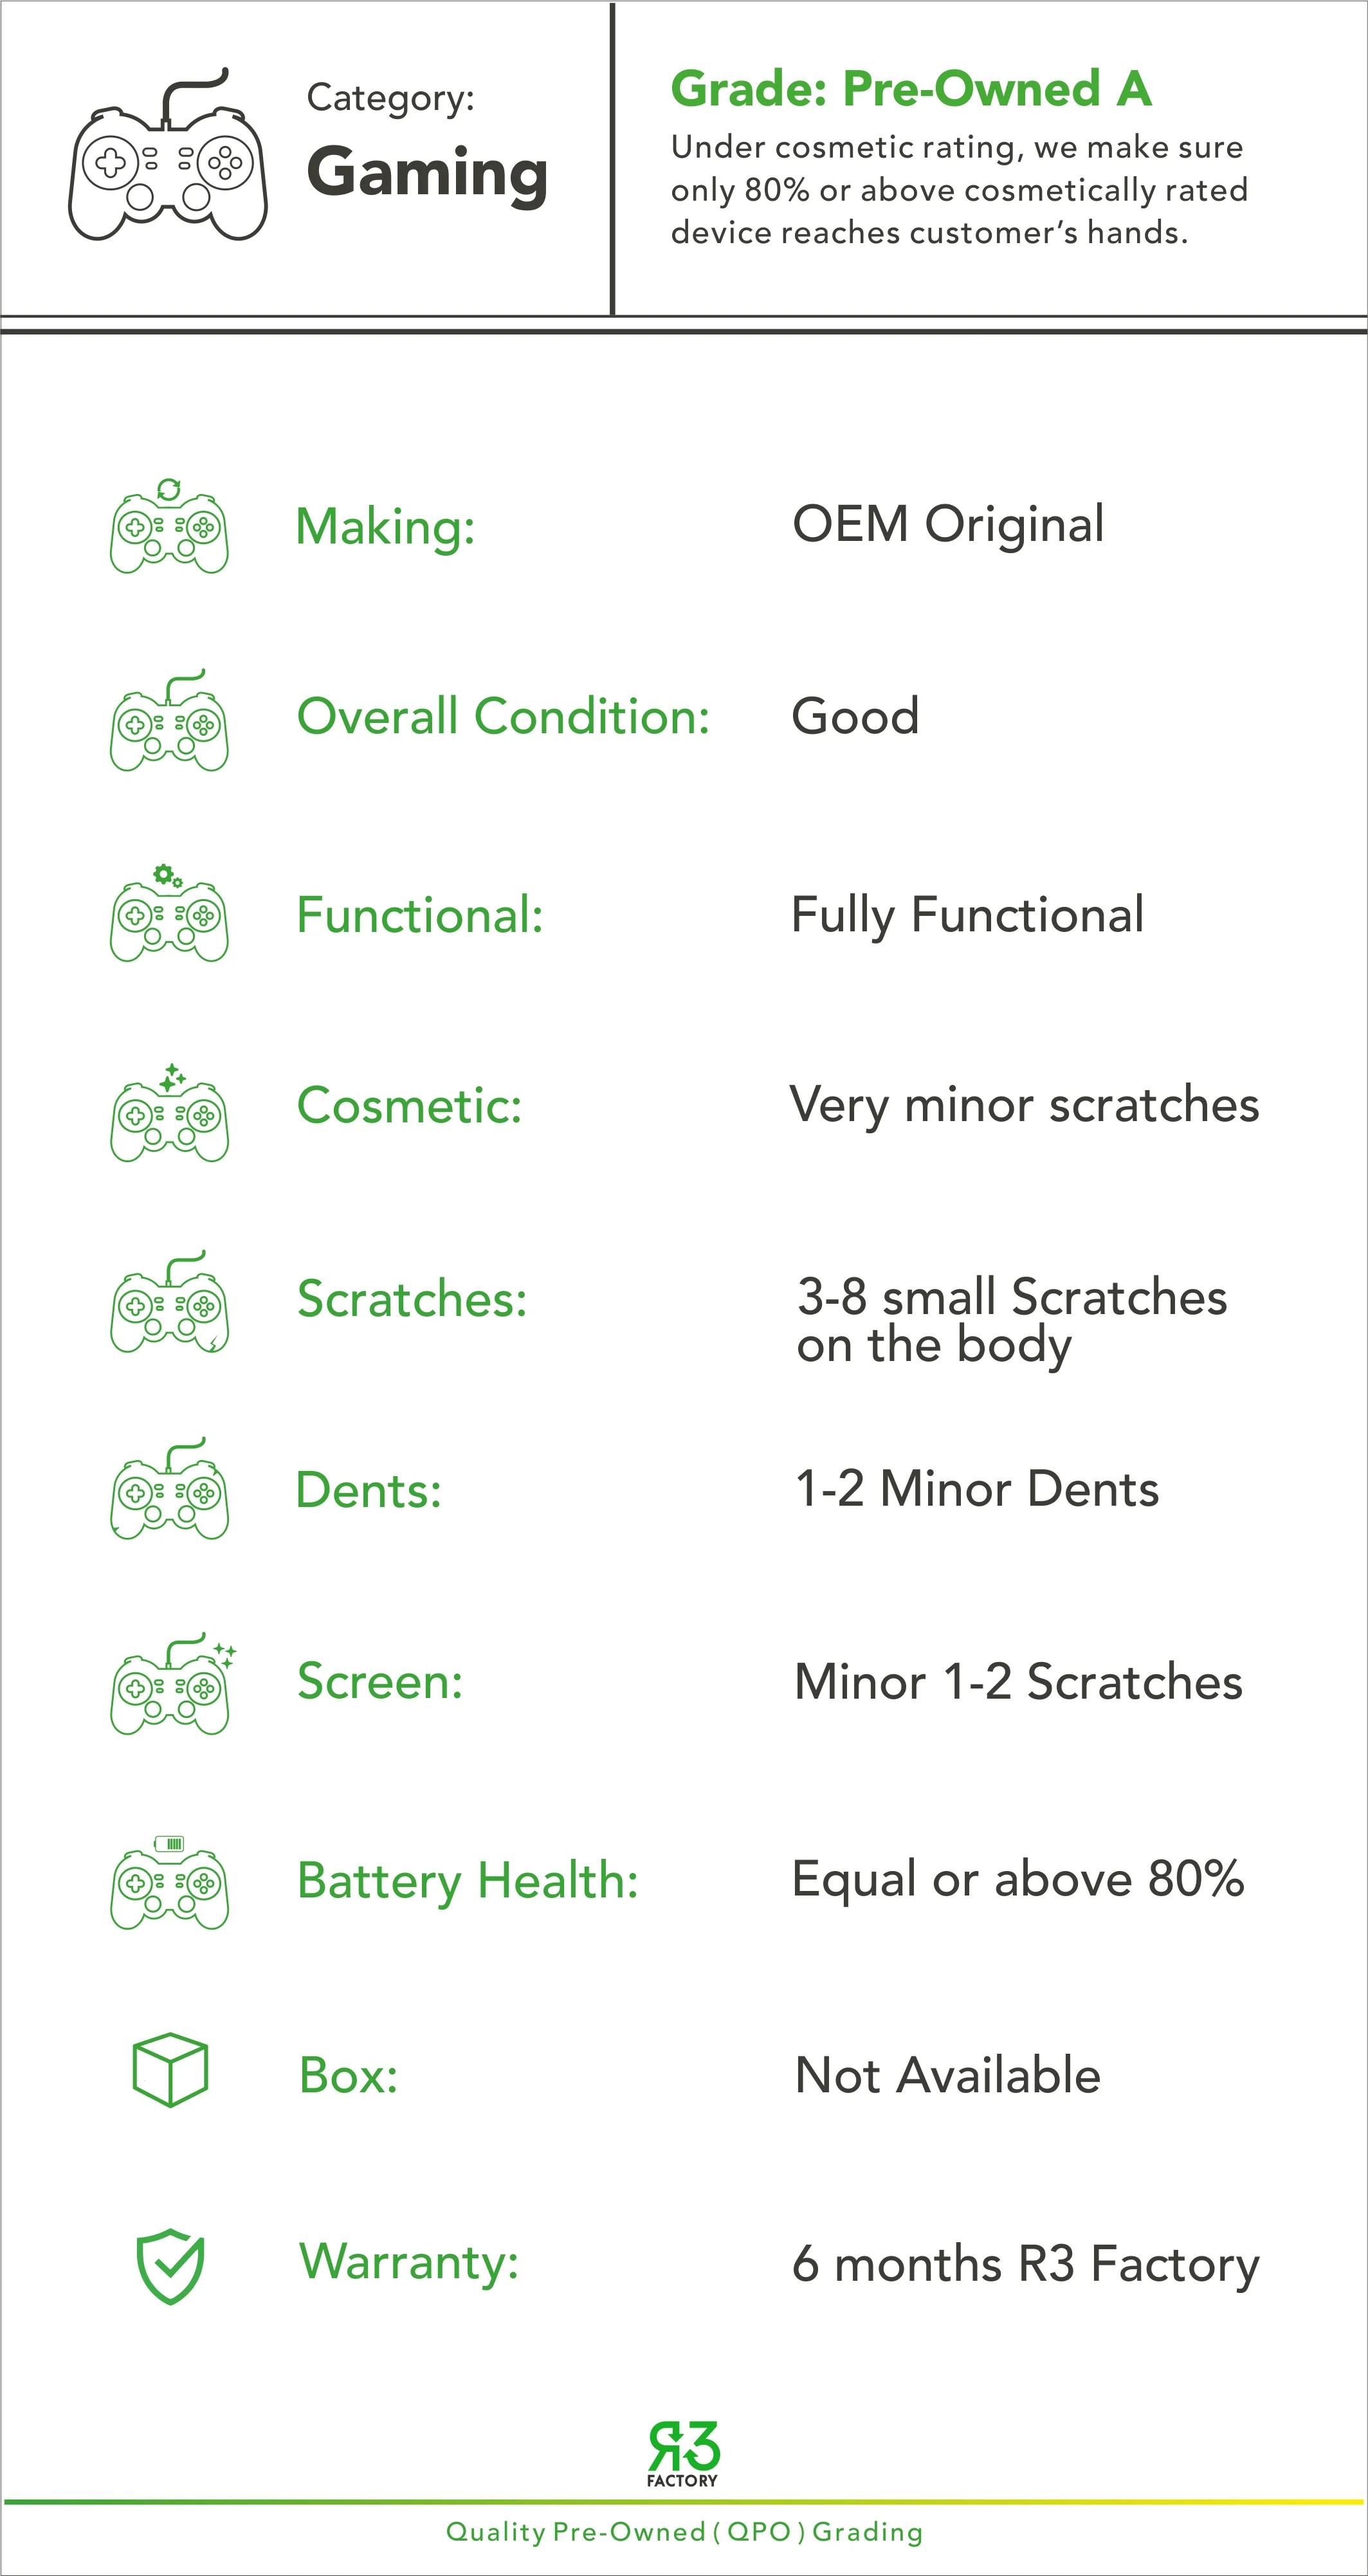 Category:
Gaming
Grade: Pre-Owned A
Under cosmetic rating, we make sure
only 80% or above cosmetically rated
device reaches customer's hands.
Making: OEM Original
Overall Condition: Good
Functional: Fully Functional
Cosmetic: Very minor scratches
Scratches: 3-8 small Scratches
on the body
Dents: 1-2 Minor Dents
Screen: Minor 1-2 Scratches
Battery Health: Equal or above 80%
Box: Not Available
Warranty: 6 months R3 Factory
R3
FACTORY
Quality Pre-Owned ( QPO ) Grading